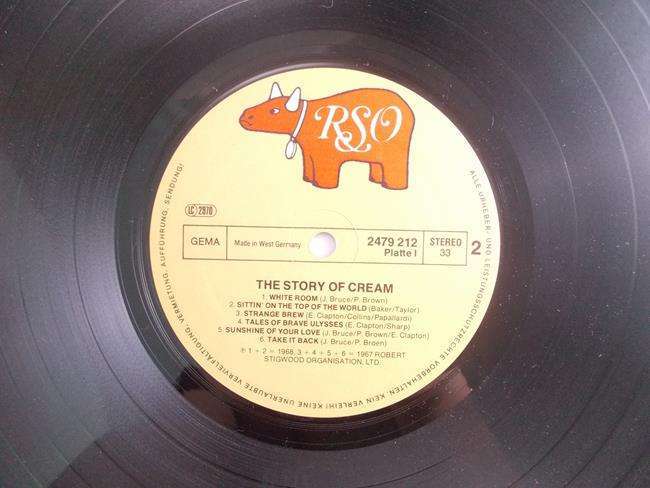 RSO
LC 2970
GEMA
Made in West Germany
2479 212
Platte I
STEREO
33
2
THE STORY OF CREAM
1. WHITE ROOM (J. Bruce/P. Brown)
2. SITTIN' ON THE TOP OF THE WORLD (Baker/Taylor)
3. STRANGE BREW (E. Clapton/Collins/Papallardi)
4. TALES OF BRAVE ULYSSES (E. Clapton/Sharp)
5. SUNSHINE OF YOUR LOVE (J. Bruce/P. Brown/E. Clapton)
6. TAKE IT BACK (J. Bruce/P. Broen)
℗ 1 + 2 = 1968, 3 + 4 + 5 + 6 = 1967 ROBERT
STIGWOOD ORGANISATION, LTD.
ALLE URHEBER- UND LEISTUNGSSCHUTZRECHTE VORBEHALTEN. KEIN VERLEIH! KEINE UNERLAUBTE VERVIELFÄLTIGUNG, VERMIETUNG, AUFFÜHRUNG, SENDUNG!